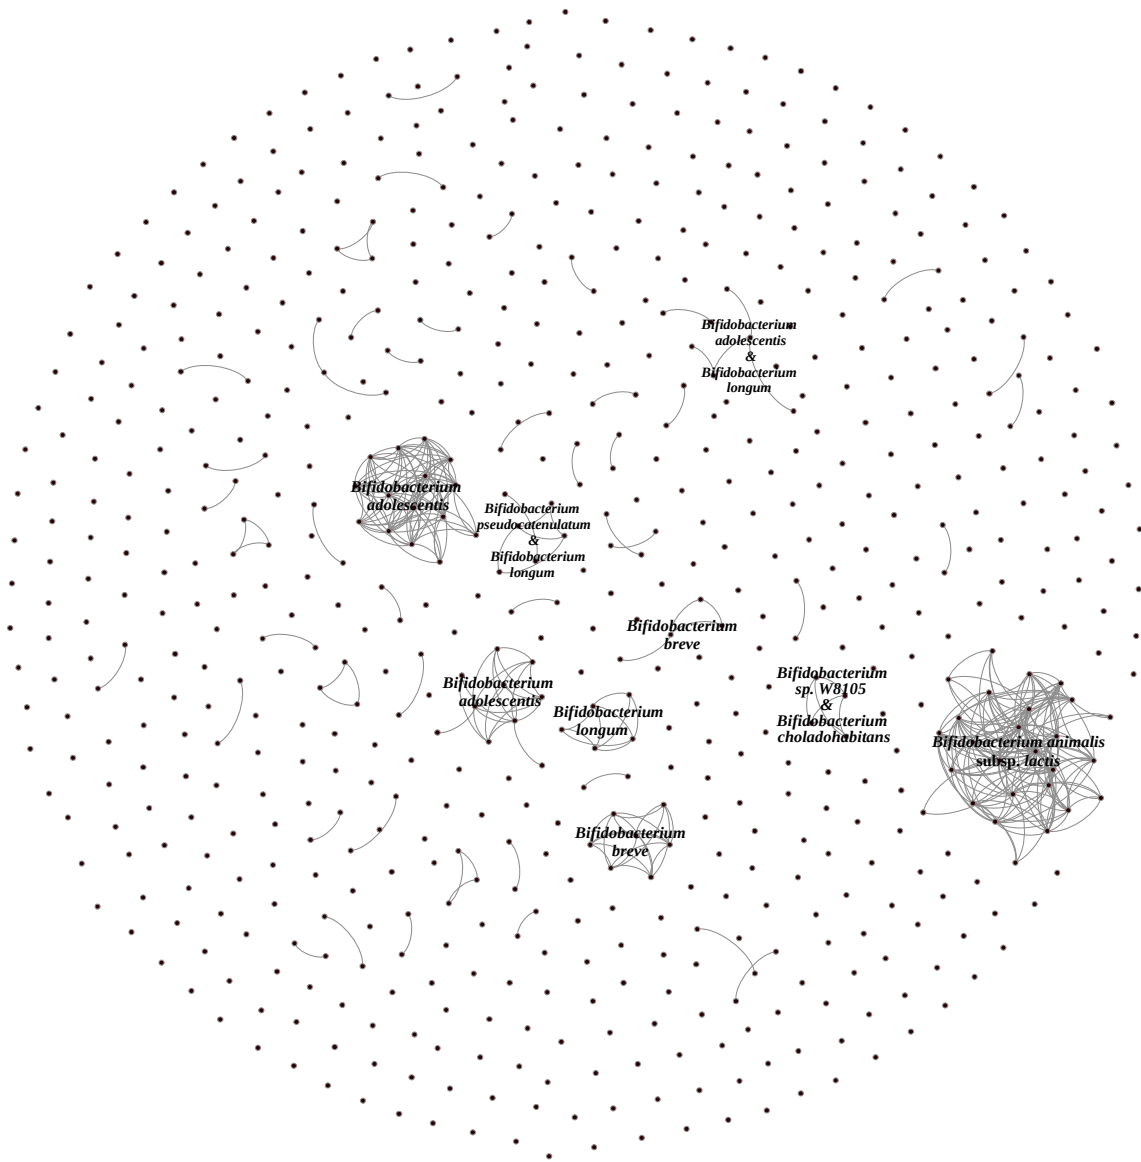 Bifidobacterium
adolescentis
&
Bifidobacterium
longum
Bifidobacterium
adolescentis
Bifidobacterium
pseudocatenulatum
&
Bifidobacterium
longum
Bifidobacterium
breve
Bifidobacterium
adolescentis
Bifidobacterium
longum
Bifidobacterium
sp. W8105
&
Bifidobacterium
choladohabitans
Bifidobacterium animalis
subsp. lactis
Bifidobacterium
breve